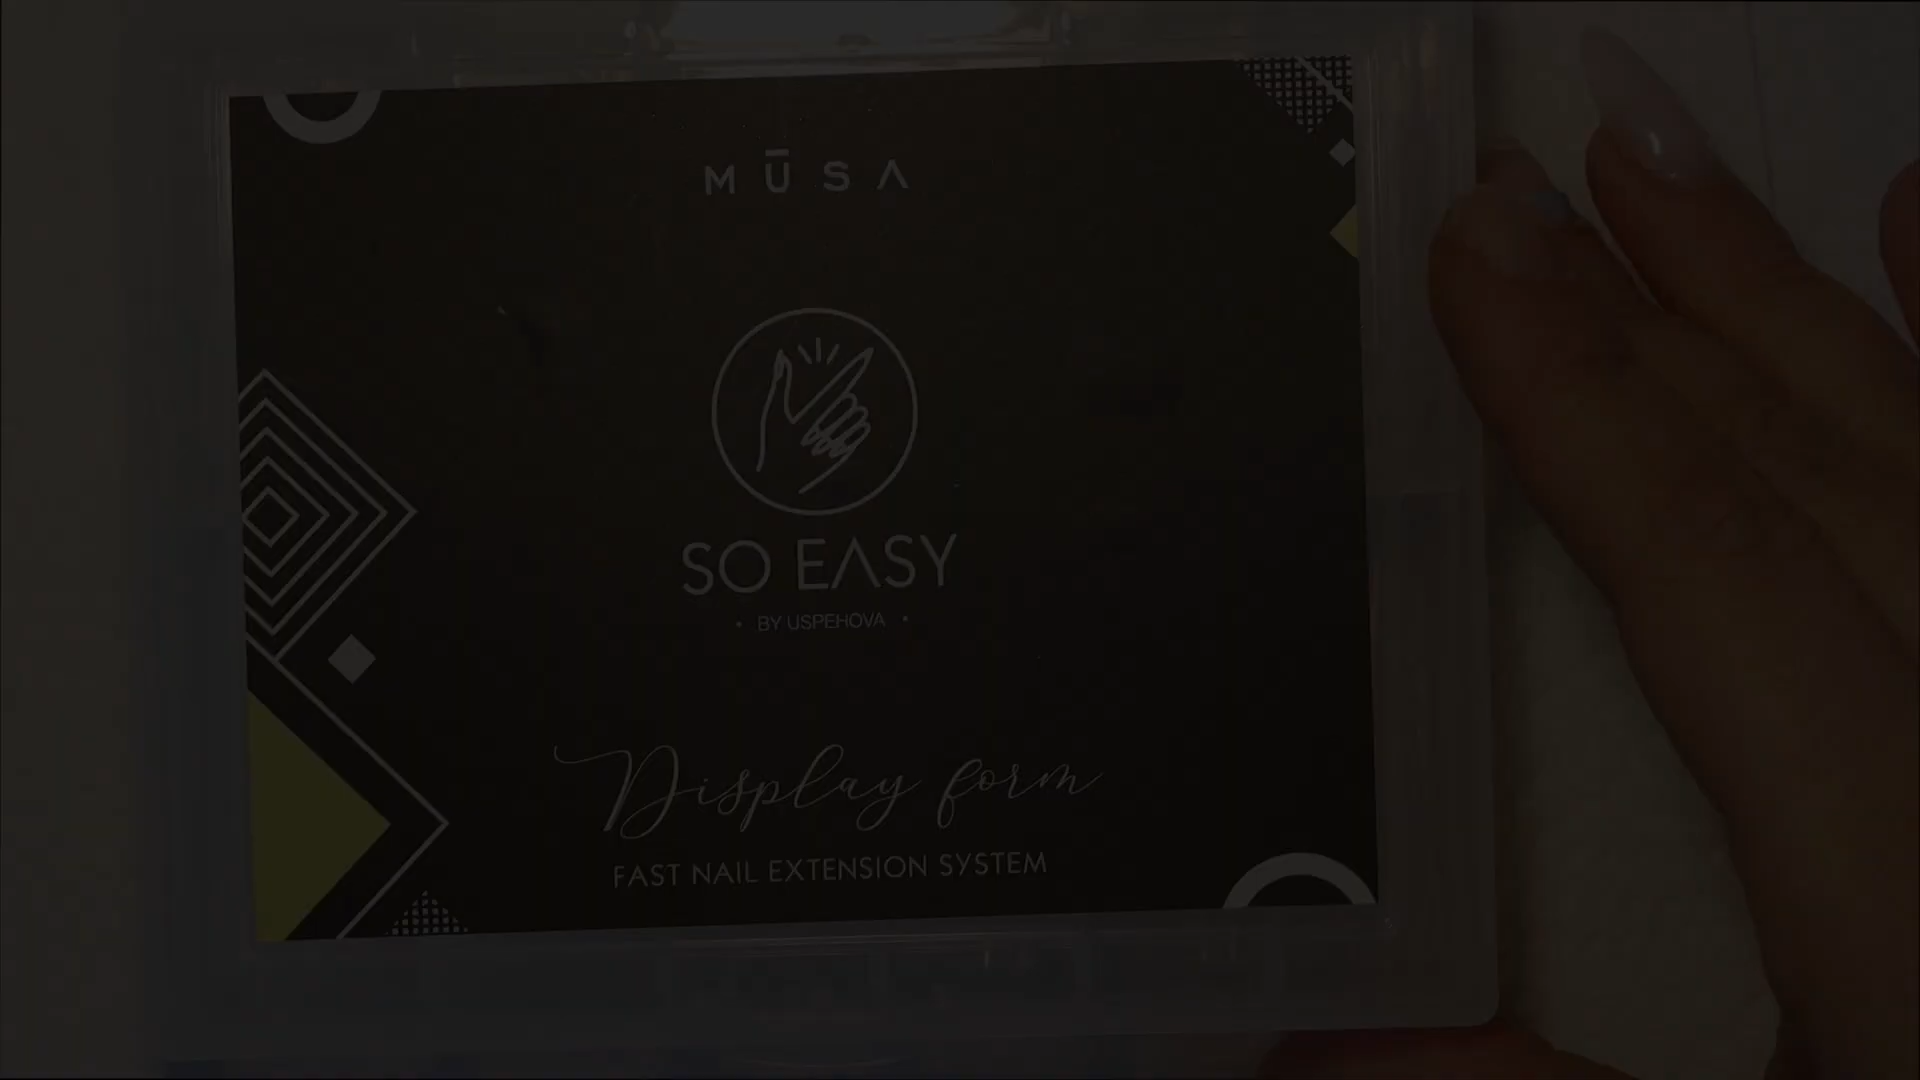 MŪSA
SO EASY
• BY USPEHOVA •
Display form
FAST NAIL EXTENSION SYSTEM